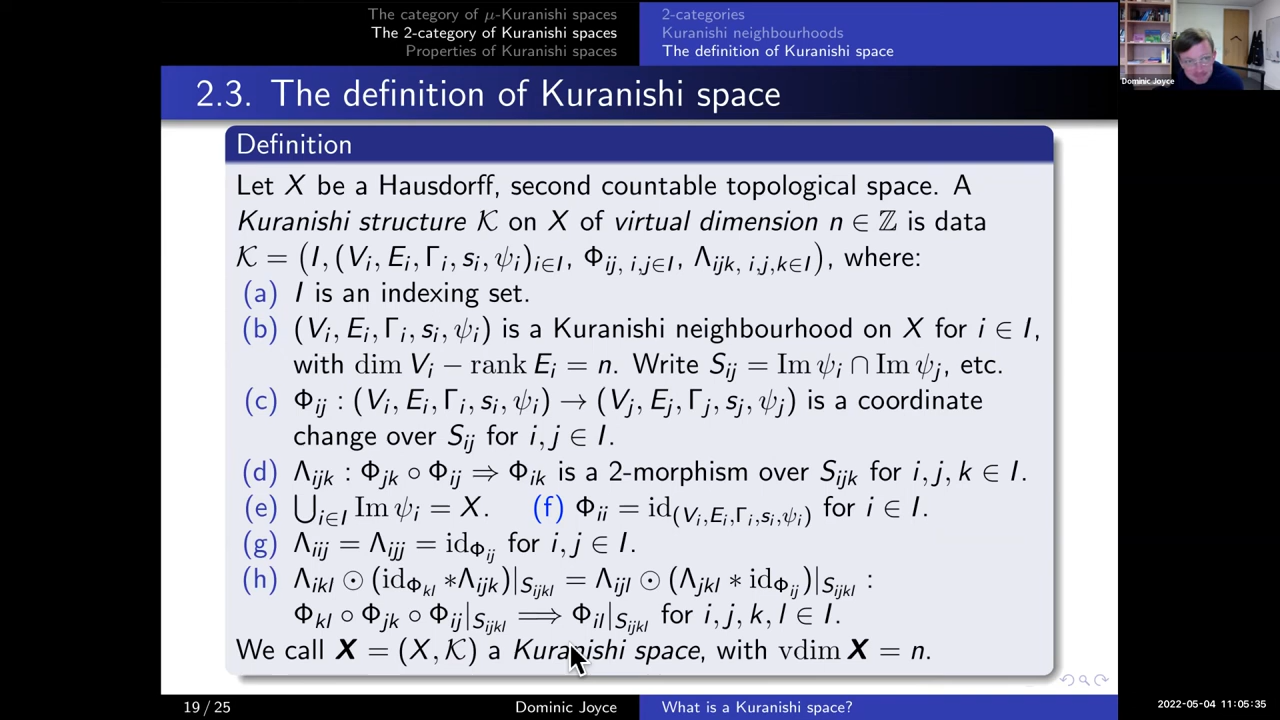 The category of μ-Kuranishi spaces
The 2-category of Kuranishi spaces
Properties of Kuranishi spaces
2-categories
Kuranishi neighbourhoods
The definition of Kuranishi space
Dominic Joyce
2.3. The definition of Kuranishi space
Definition
Let X be a Hausdorff, second countable topological space. A
Kuranishi structure 𝒦 on X of virtual dimension n ∈ ℤ is data
𝒦 = (I, (V_i, E_i, Γ_i, s_i, ψ_i)_{i∈I}, Φ_{ij, i,j∈I}, Λ_{ijk, i,j,k∈I}), where:
(a) I is an indexing set.
(b) (V_i, E_i, Γ_i, s_i, ψ_i) is a Kuranishi neighbourhood on X for i ∈ I,
with dim V_i − rank E_i = n. Write S_{ij} = Im ψ_i ∩ Im ψ_j, etc.
(c) Φ_{ij} : (V_i, E_i, Γ_i, s_i, ψ_i) → (V_j, E_j, Γ_j, s_j, ψ_j) is a coordinate
change over S_{ij} for i, j ∈ I.
(d) Λ_{ijk} : Φ_{jk} ∘ Φ_{ij} ⇒ Φ_{ik} is a 2-morphism over S_{ijk} for i, j, k ∈ I.
(e) ⋃_{i∈I} Im ψ_i = X. (f) Φ_{ii} = id_{(V_i,E_i,Γ_i,s_i,ψ_i)} for i ∈ I.
(g) Λ_{iij} = Λ_{ijj} = id_{Φ_{ij}} for i, j ∈ I.
(h) Λ_{ikl} ⊙ (id_{Φ_{kl}} * Λ_{ijk})|_{S_{ijkl}} = Λ_{ijl} ⊙ (Λ_{jkl} * id_{Φ_{ij}})|_{S_{ijkl}} :
Φ_{kl} ∘ Φ_{jk} ∘ Φ_{ij}|_{S_{ijkl}} ⟹ Φ_{il}|_{S_{ijkl}} for i, j, k, l ∈ I.
We call X = (X, 𝒦) a Kuranishi space, with vdim X = n.
19 / 25
Dominic Joyce
What is a Kuranishi space?
2022-05-04 11:05:35